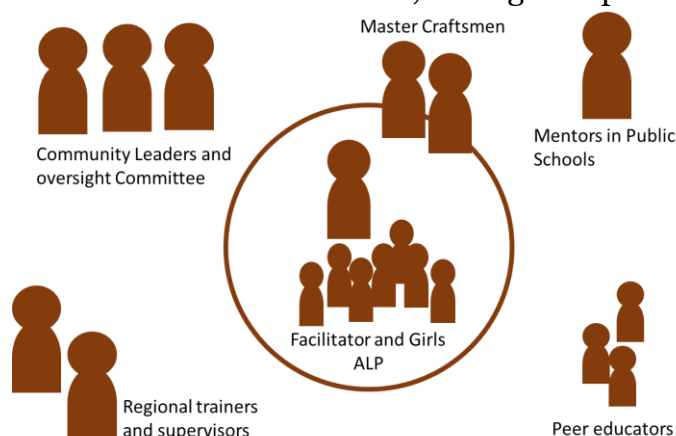 Master Craftsmen
Community Leaders and
oversight Committee
Mentors in Public
Schools
Facilitator and Girls
ALP
Regional trainers
and supervisors
Peer educators